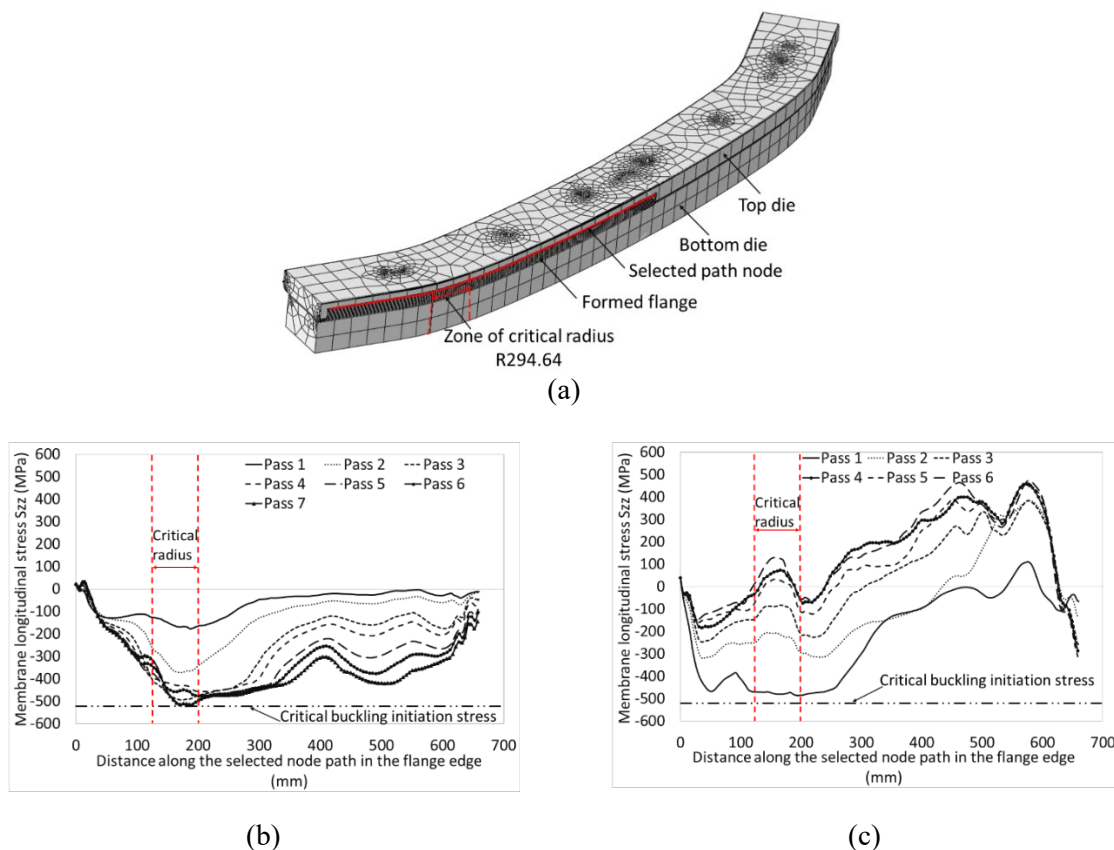 Top die
Bottom die
Selected path node
Formed flange
Zone of critical radius
R294.64
(a)
Membrane longitudinal stress Szz (MPa)
600
500
400
300
200
100
0
-100
-200
-300
-400
-500
-600
Pass 1 Pass 2 Pass 3
Pass 4 Pass 5 Pass 6
Pass 7
Critical
radius
Critical buckling initiation stress
0 100 200 300 400 500 600 700
Distance along the selected node path in the flange edge
(mm)
(b)
Membrane longitudinal stress Szz (MPa)
600
500
400
300
200
100
0
-100
-200
-300
-400
-500
-600
Pass 1 Pass 2 Pass 3
Pass 4 Pass 5 Pass 6
Critical
radius
Critical buckling initiation stress
0 100 200 300 400 500 600 700
Distance along the selected node path in the flange edge
(mm)
(c)